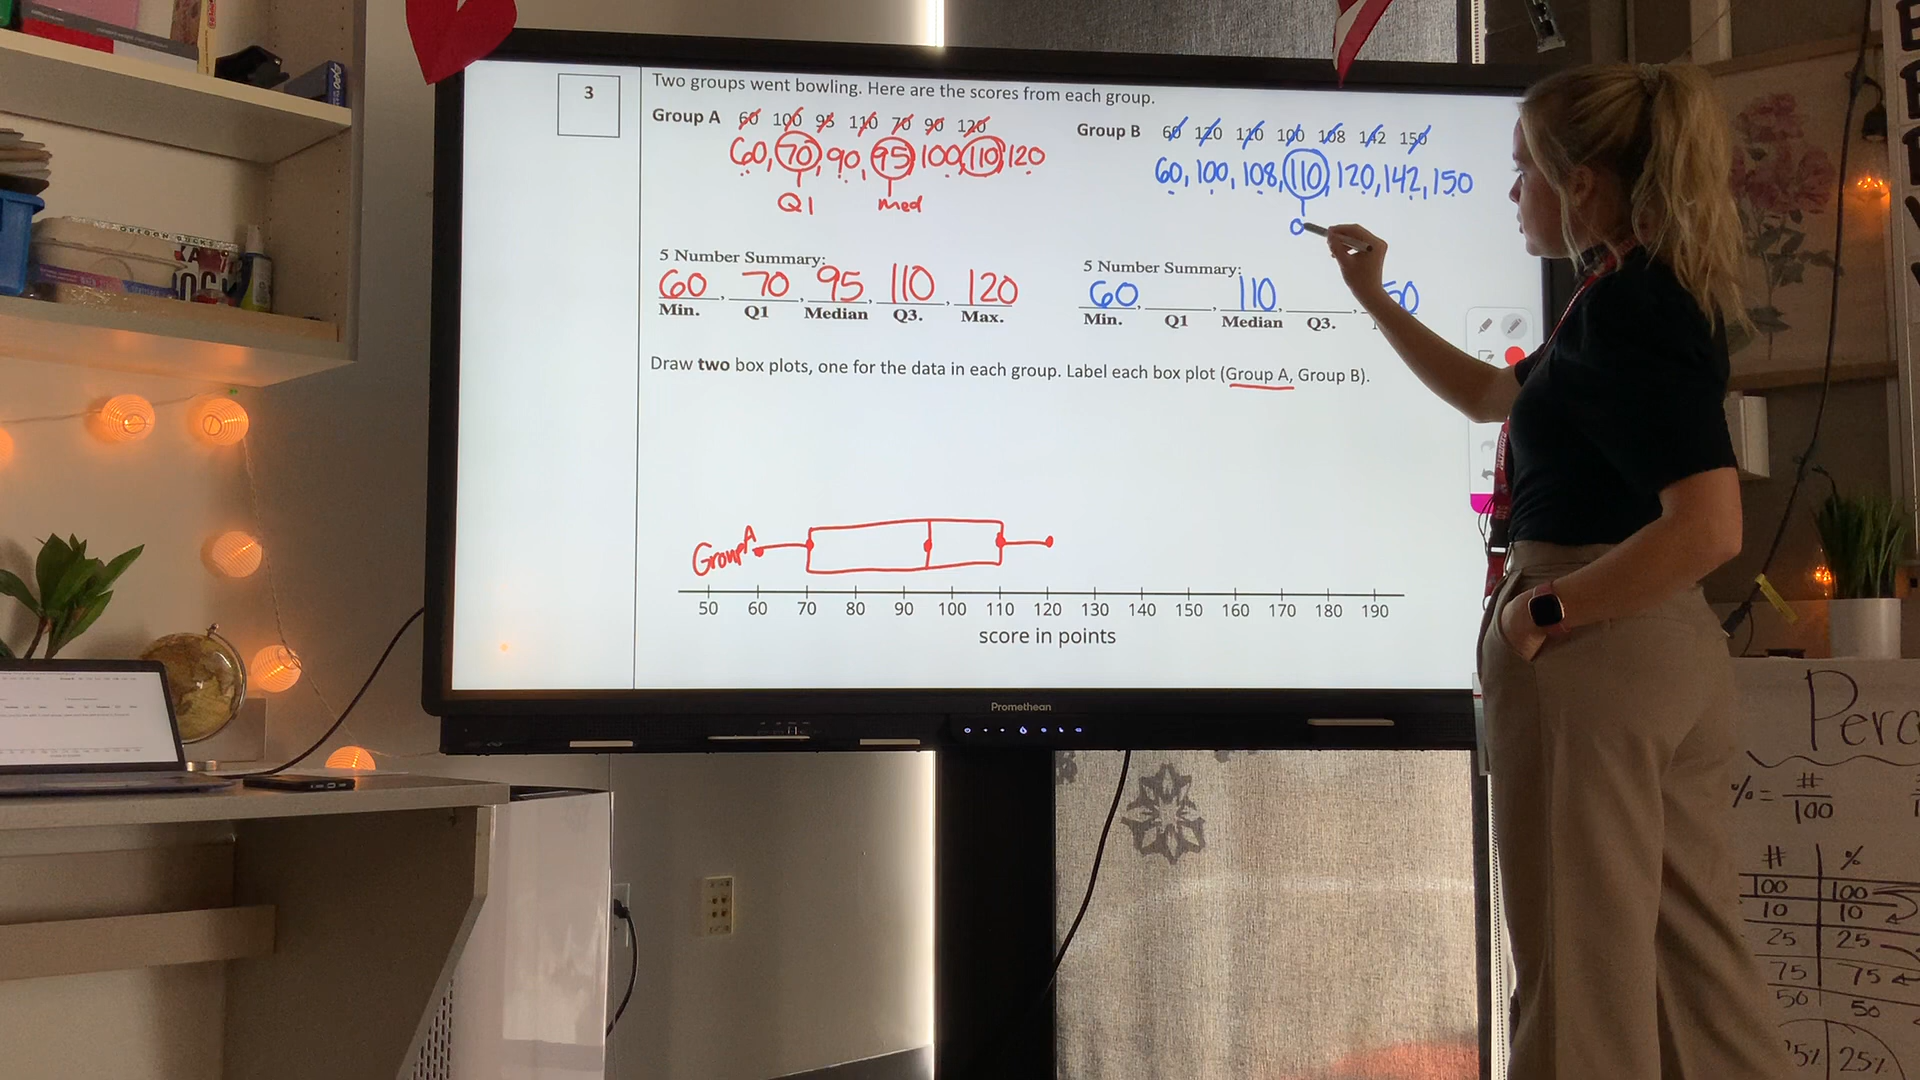 3
Two groups went bowling. Here are the scores from each group.
Group A 60 100 95 110 70 90 120
60, 70, 90, 95, 100, 110, 120
Q1 Med
Group B 60 120 110 100 108 142 150
60, 100, 108, 110, 120, 142, 150
5 Number Summary:
60, 70, 95, 110, 120
Min. Q1 Median Q3. Max.
5 Number Summary:
60, 110, 50
Min. Q1 Median Q3.
Draw two box plots, one for the data in each group. Label each box plot (Group A, Group B).
Group A
50 60 70 80 90 100 110 120 130 140 150 160 170 180 190
score in points
Promethean
Perc
% = #/100
# %
100 100
10 10
25 25
75 75
50 50
25%